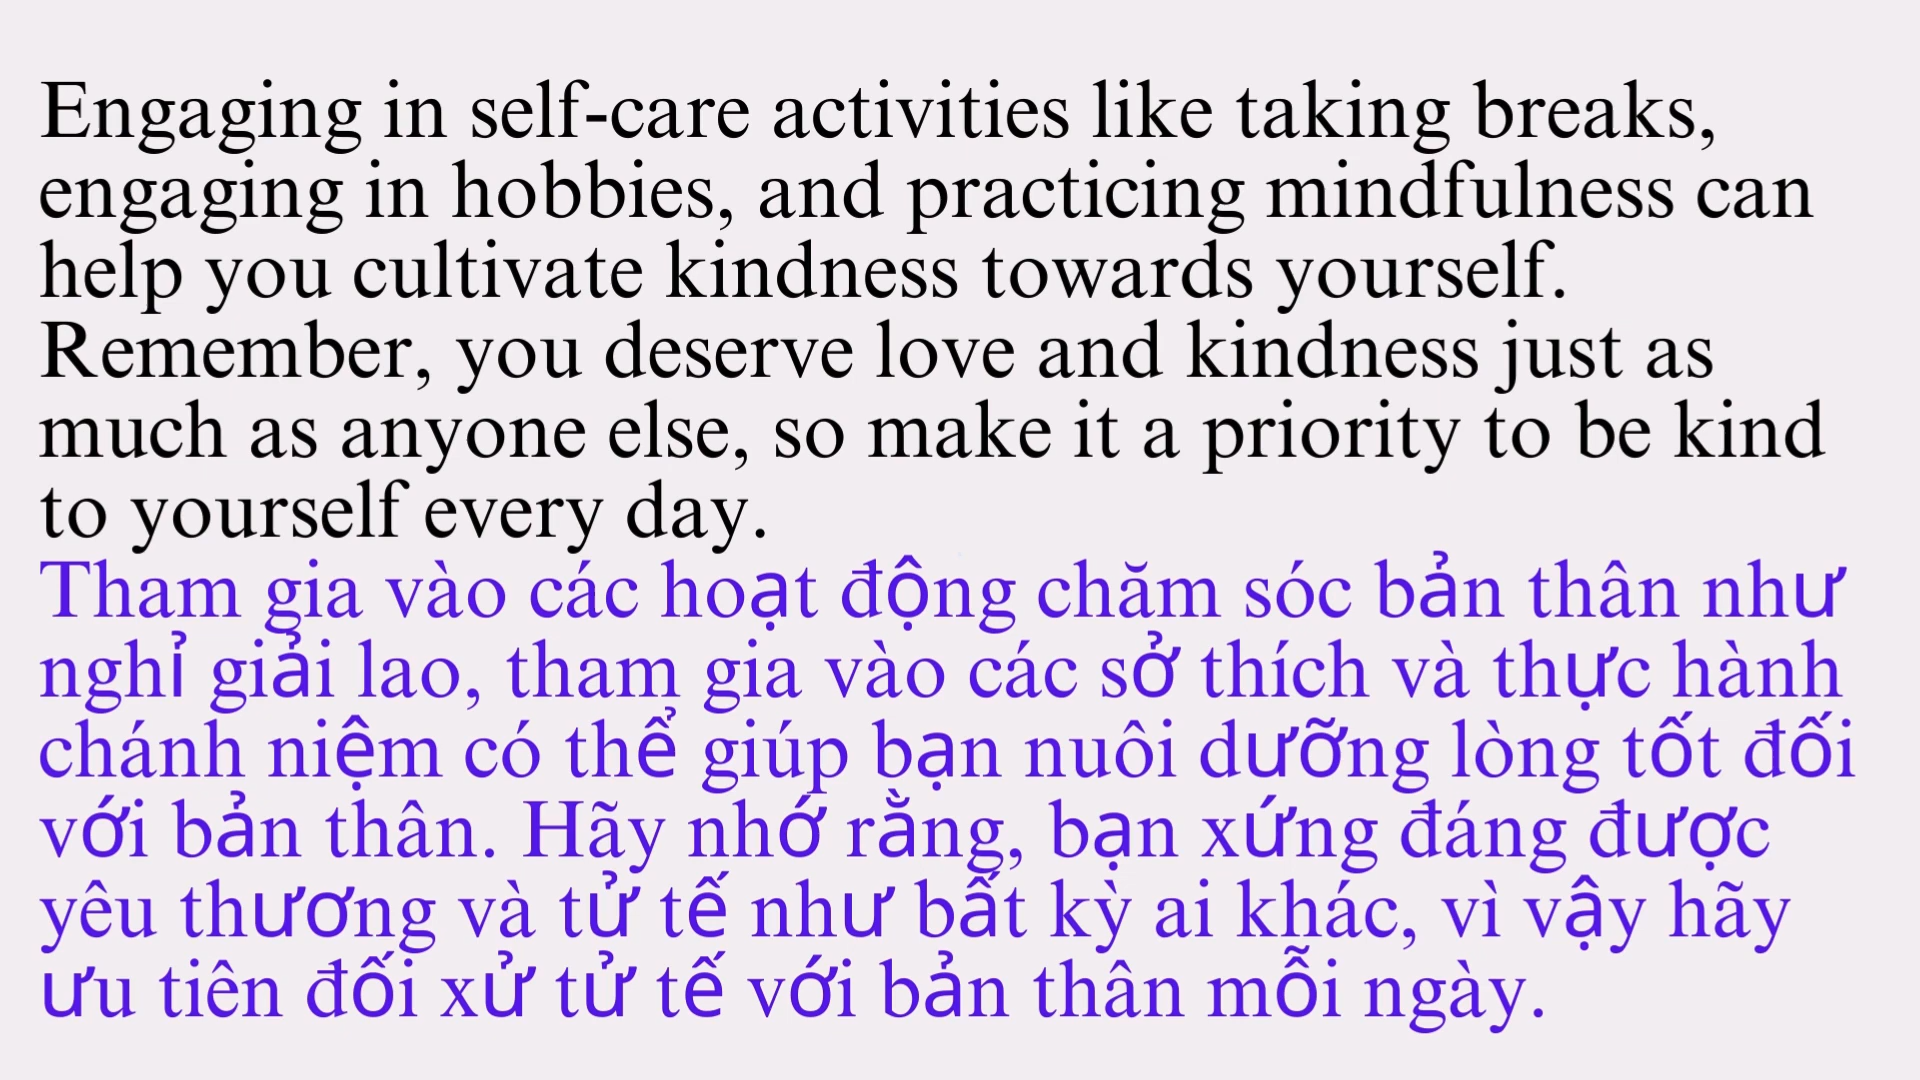 Engaging in self-care activities like taking breaks,
engaging in hobbies, and practicing mindfulness can
help you cultivate kindness towards yourself.
Remember, you deserve love and kindness just as
much as anyone else, so make it a priority to be kind
to yourself every day.
Tham gia vào các hoạt động chăm sóc bản thân như
nghỉ giải lao, tham gia vào các sở thích và thực hành
chánh niệm có thể giúp bạn nuôi dưỡng lòng tốt đối
với bản thân. Hãy nhớ rằng, bạn xứng đáng được
yêu thương và tử tế như bất kỳ ai khác, vì vậy hãy
ưu tiên đối xử tử tế với bản thân mỗi ngày.